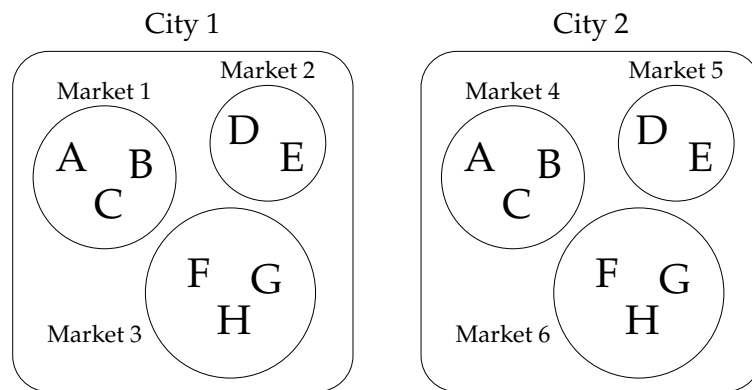 City 1
Market 1
A B
C
Market 2
D
E
F G
H
Market 3
City 2
Market 4
A B
C
Market 5
D
E
F G
H
Market 6